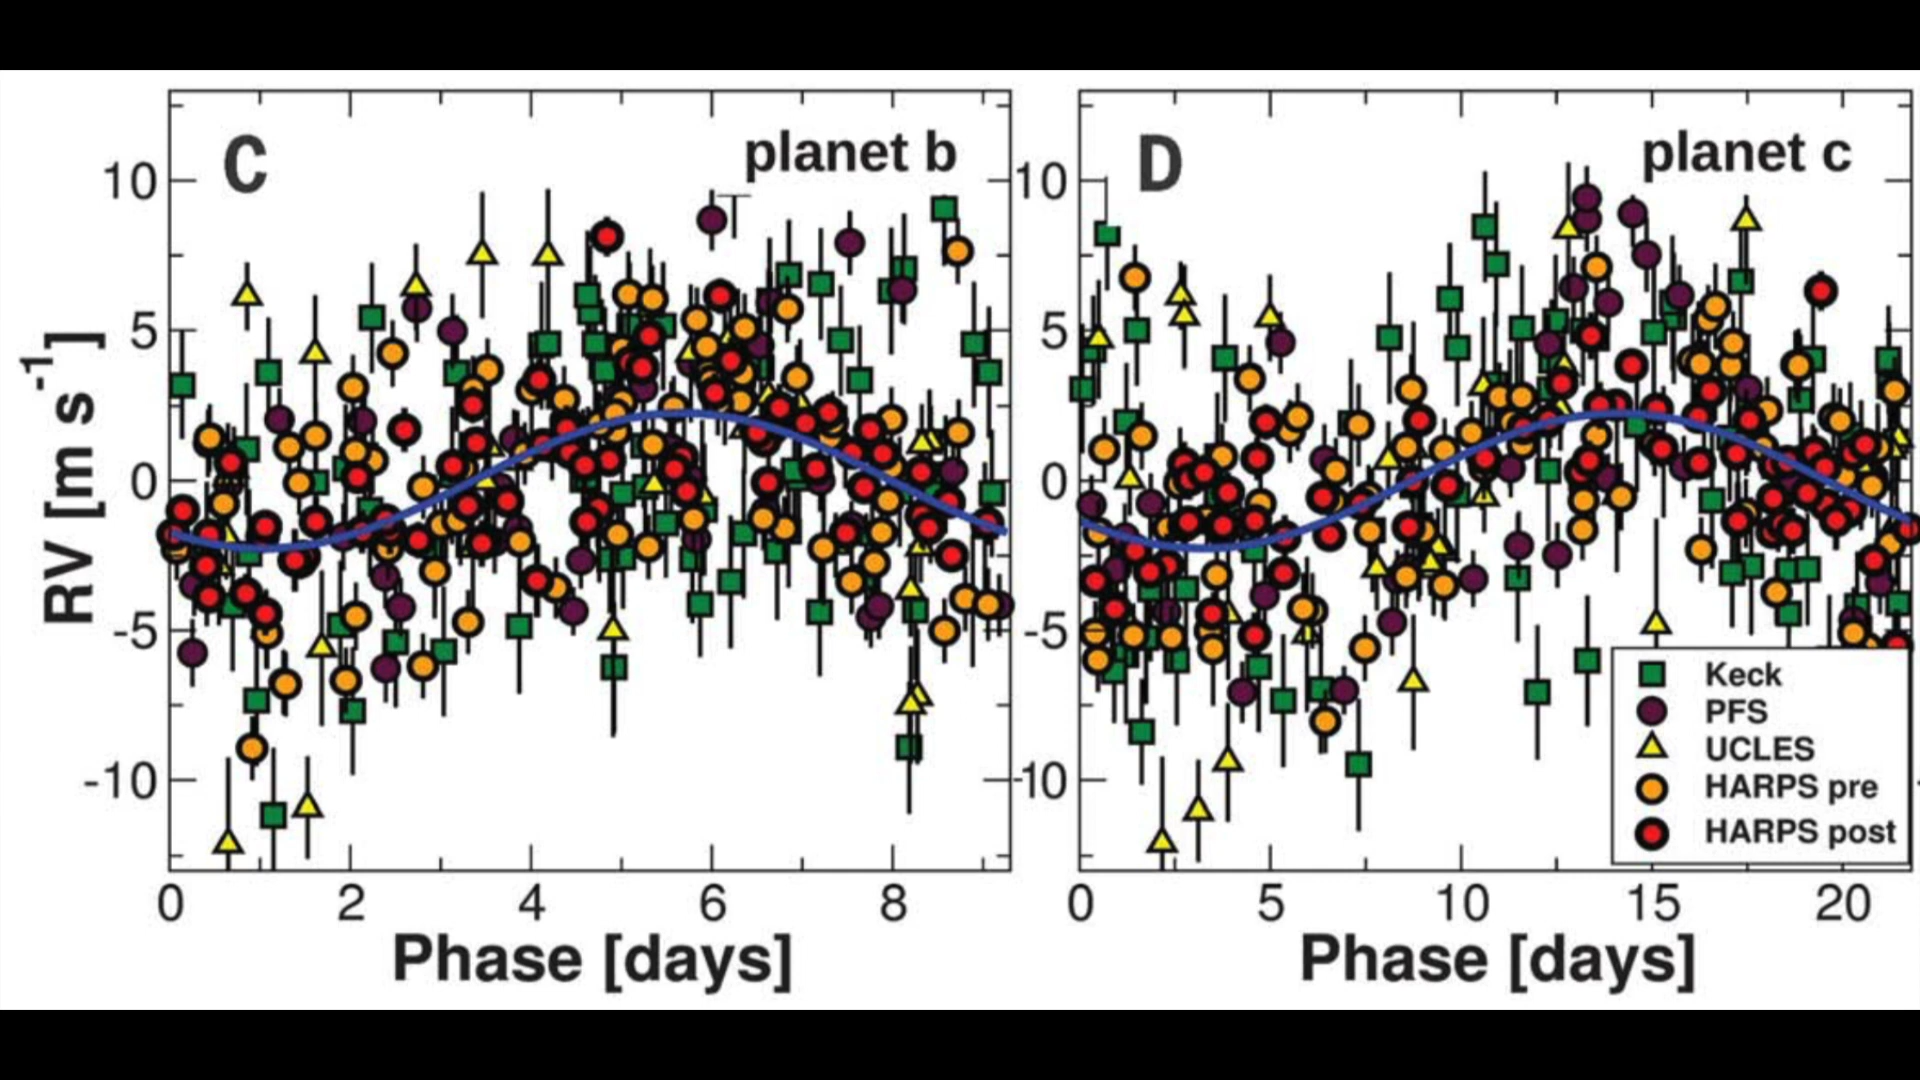 C
planet b
10
5
0
-5
-10
RV [m s-1]
0 2 4 6 8
Phase [days]
D
planet c
10
5
0
-5
-10
0 5 10 15 20
Phase [days]
Keck
PFS
UCLES
HARPS pre
HARPS post